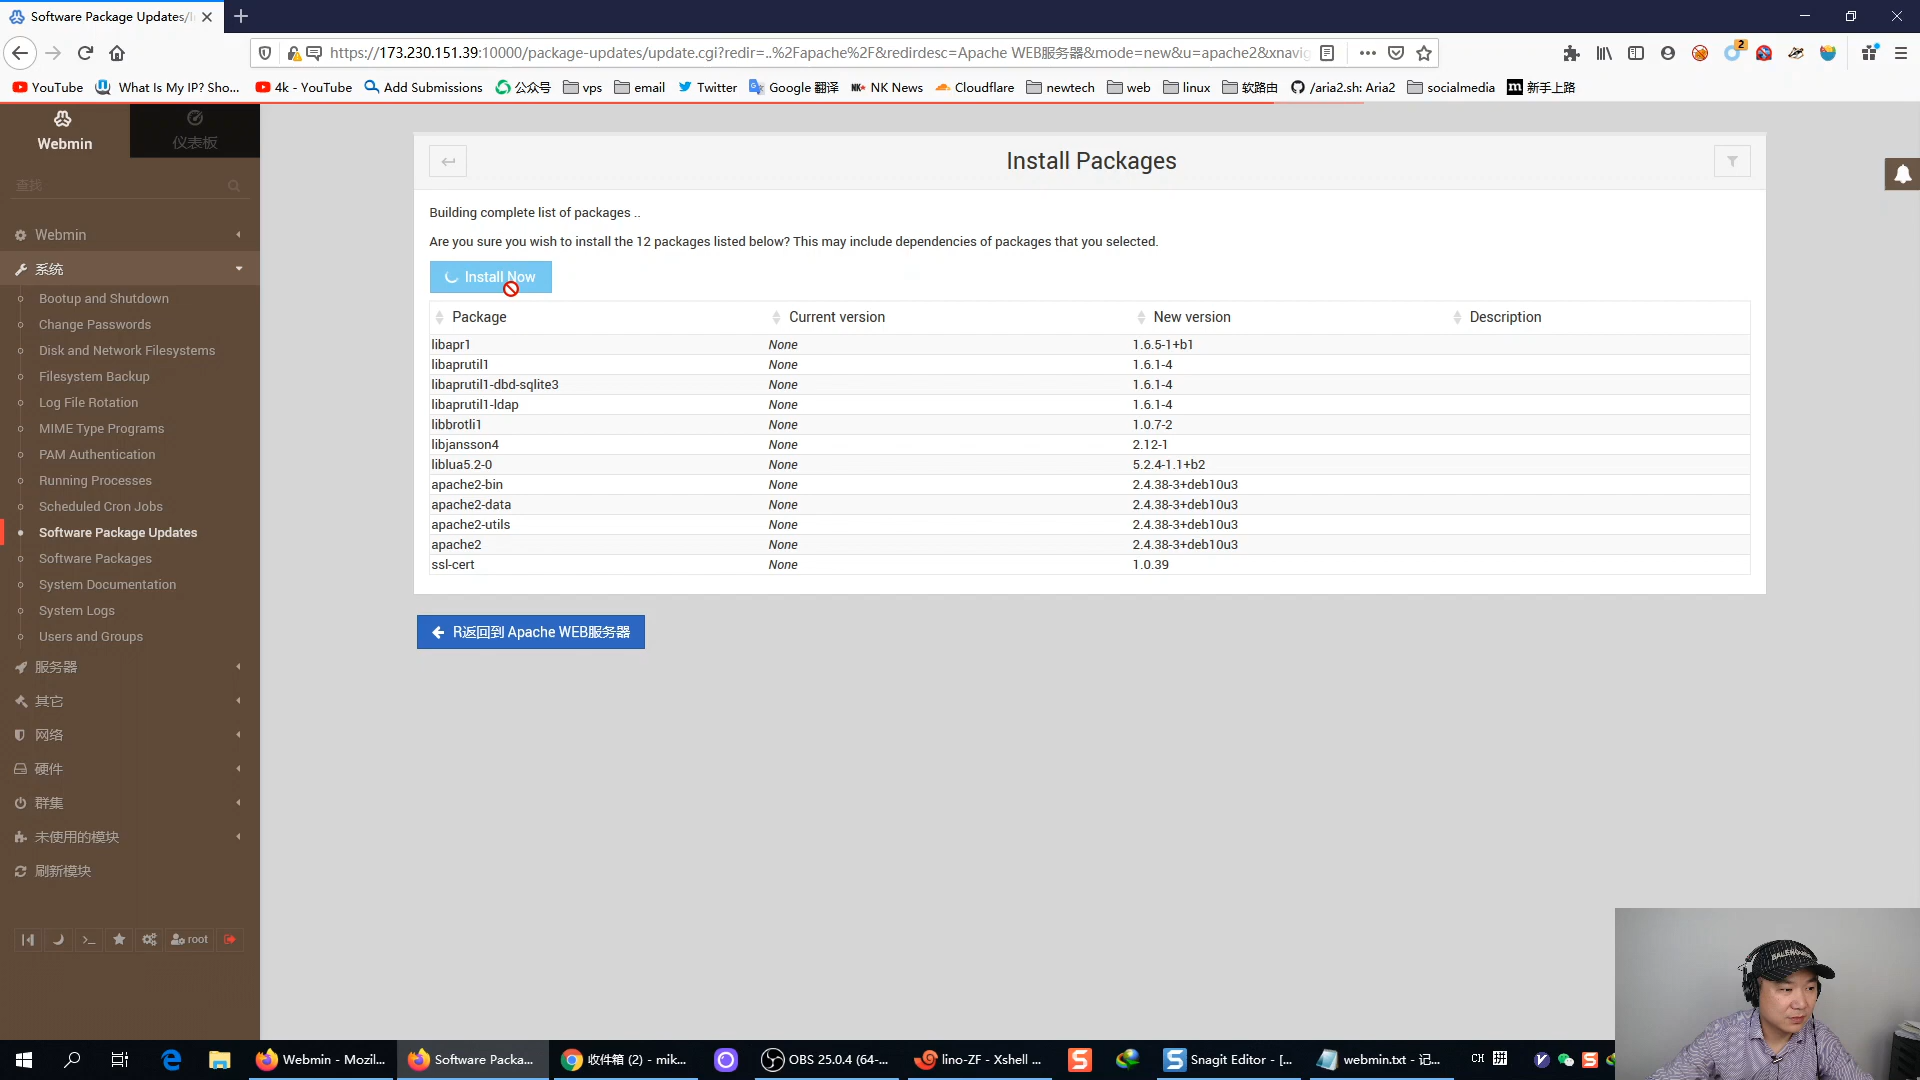 Software Package Updates/I
https://173.230.151.39:10000/package-updates/update.cgi?redir=..%2Fapache%2F&redirdesc=Apache WEB服务器&mode=new&u=apache2&xnavig
2
YouTube
What Is My IP? Sho...
4k - YouTube
Add Submissions
公众号
vps
email
Twitter
Google 翻译
NK News
Cloudflare
newtech
web
linux
软路由
/aria2.sh: Aria2
socialmedia
新手上路
Webmin
仪表板
查找
Webmin
系统
Bootup and Shutdown
Change Passwords
Disk and Network Filesystems
Filesystem Backup
Log File Rotation
MIME Type Programs
PAM Authentication
Running Processes
Scheduled Cron Jobs
Software Package Updates
Software Packages
System Documentation
System Logs
Users and Groups
服务器
其它
网络
硬件
群集
未使用的模块
刷新模块
root
Install Packages
Building complete list of packages ..
Are you sure you wish to install the 12 packages listed below? This may include dependencies of packages that you selected.
Install Now
Package Current version New version Description
libapr1 None 1.6.5-1+b1
libaprutil1 None 1.6.1-4
libaprutil1-dbd-sqlite3 None 1.6.1-4
libaprutil1-ldap None 1.6.1-4
libbrotli1 None 1.0.7-2
libjansson4 None 2.12-1
liblua5.2-0 None 5.2.4-1.1+b2
apache2-bin None 2.4.38-3+deb10u3
apache2-data None 2.4.38-3+deb10u3
apache2-utils None 2.4.38-3+deb10u3
apache2 None 2.4.38-3+deb10u3
ssl-cert None 1.0.39
R返回到 Apache WEB服务器
Webmin - Mozil...
Software Packa...
收件箱 (2) - mik...
OBS 25.0.4 (64-...
lino-ZF - Xshell ...
Snagit Editor - [...
webmin.txt - 记...
CH 拼